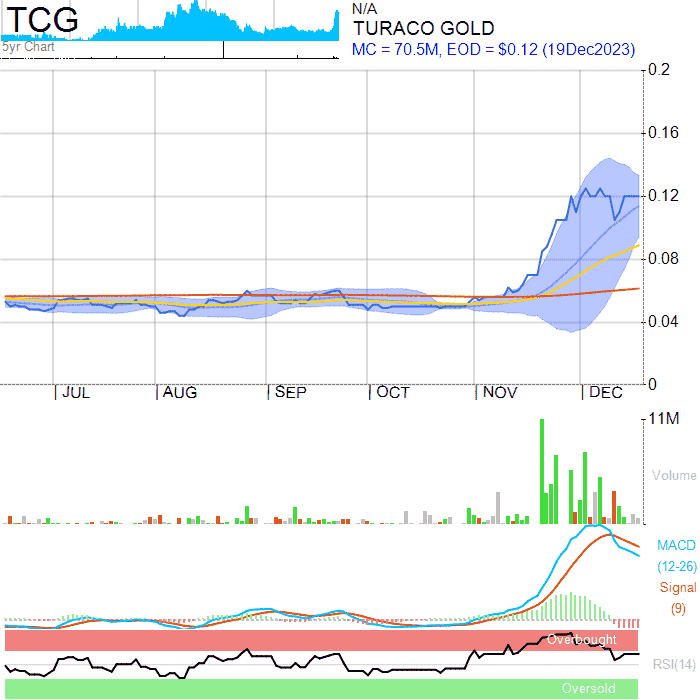 TCG
5yr Chart
N/A
TURACO GOLD
MC = 70.5M, EOD = $0.12 (19Dec2023)
0.2
0.16
0.12
0.08
0.04
0
JUL AUG SEP OCT NOV DEC
11M
Volume
MACD
(12-26)
Signal
(9)
Overbought
RSI(14)
Oversold